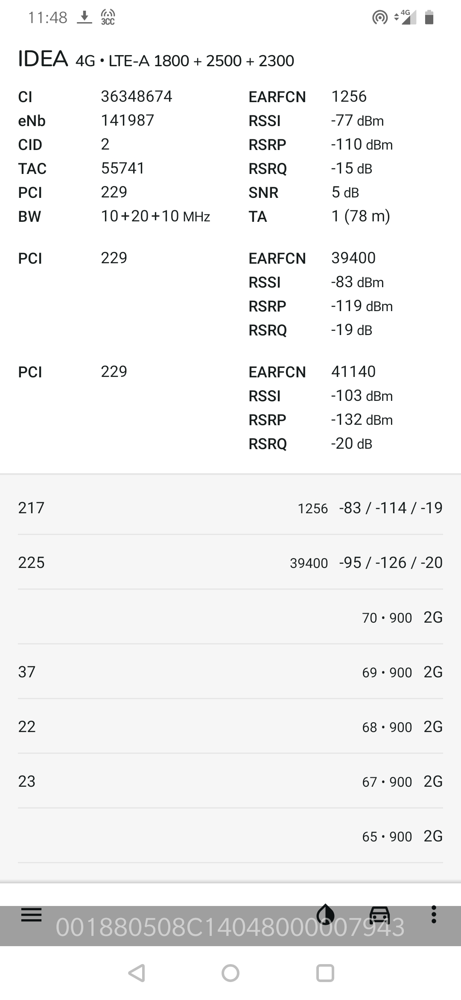 11:48 3CC 4G
IDEA 4G • LTE-A 1800 + 2500 + 2300
CI 36348674 EARFCN 1256
eNb 141987 RSSI -77 dBm
CID 2 RSRP -110 dBm
TAC 55741 RSRQ -15 dB
PCI 229 SNR 5 dB
BW 10+20+10 MHz TA 1 (78 m)
PCI 229 EARFCN 39400
RSSI -83 dBm
RSRP -119 dBm
RSRQ -19 dB
PCI 229 EARFCN 41140
RSSI -103 dBm
RSRP -132 dBm
RSRQ -20 dB
217 1256 -83 / -114 / -19
225 39400 -95 / -126 / -20
70 • 900 2G
37 69 • 900 2G
22 68 • 900 2G
23 67 • 900 2G
65 • 900 2G
001880508C14048000007943